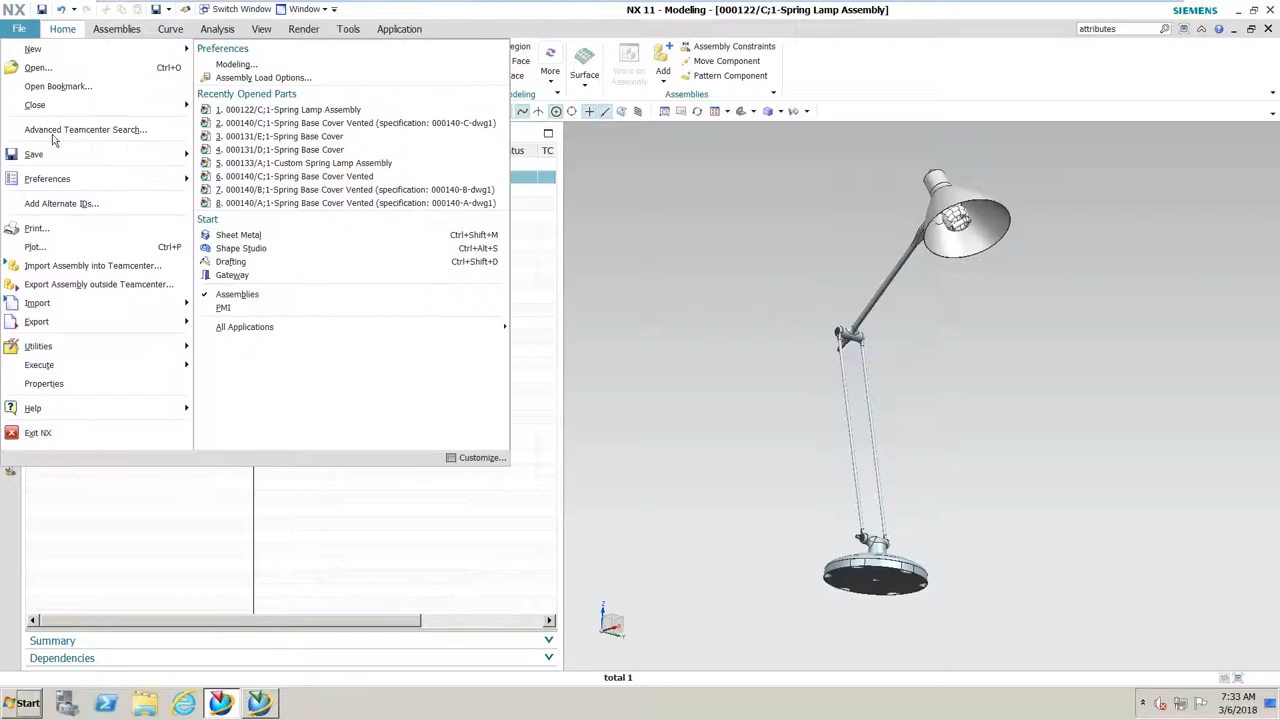 NX
Switch Window
Window
NX 11 - Modeling - [000122/C;1-Spring Lamp Assembly]
SIEMENS
File
Home
Assemblies
Curve
Analysis
View
Render
Tools
Application
attributes
New
Open...
Ctrl+O
Open Bookmark...
Close
Advanced Teamcenter Search...
Save
Preferences
Add Alternate IDs...
Print...
Plot...
Ctrl+P
Import Assembly into Teamcenter...
Export Assembly outside Teamcenter...
Import
Export
Utilities
Execute
Properties
Help
Exit NX
Preferences
Modeling...
Assembly Load Options...
Recently Opened Parts
1. 000122/C;1-Spring Lamp Assembly
2. 000140/C;1-Spring Base Cover Vented (specification: 000140-C-dwg1)
3. 000131/E;1-Spring Base Cover
4. 000131/D;1-Spring Base Cover
5. 000133/A;1-Custom Spring Lamp Assembly
6. 000140/C;1-Spring Base Cover Vented
7. 000140/B;1-Spring Base Cover Vented (specification: 000140-B-dwg1)
8. 000140/A;1-Spring Base Cover Vented (specification: 000140-A-dwg1)
Start
Sheet Metal
Ctrl+Shift+M
Shape Studio
Ctrl+Alt+S
Drafting
Ctrl+Shift+D
Gateway
Assemblies
PMI
All Applications
Customize...
egion
Face
ace
More
Surface
Work on
Assembly
Add
Assembly Constraints
Move Component
Pattern Component
odeling
Assemblies
atus
TC
Summary
Dependencies
Z
X
Y
total 1
Start
7:33 AM
3/6/2018